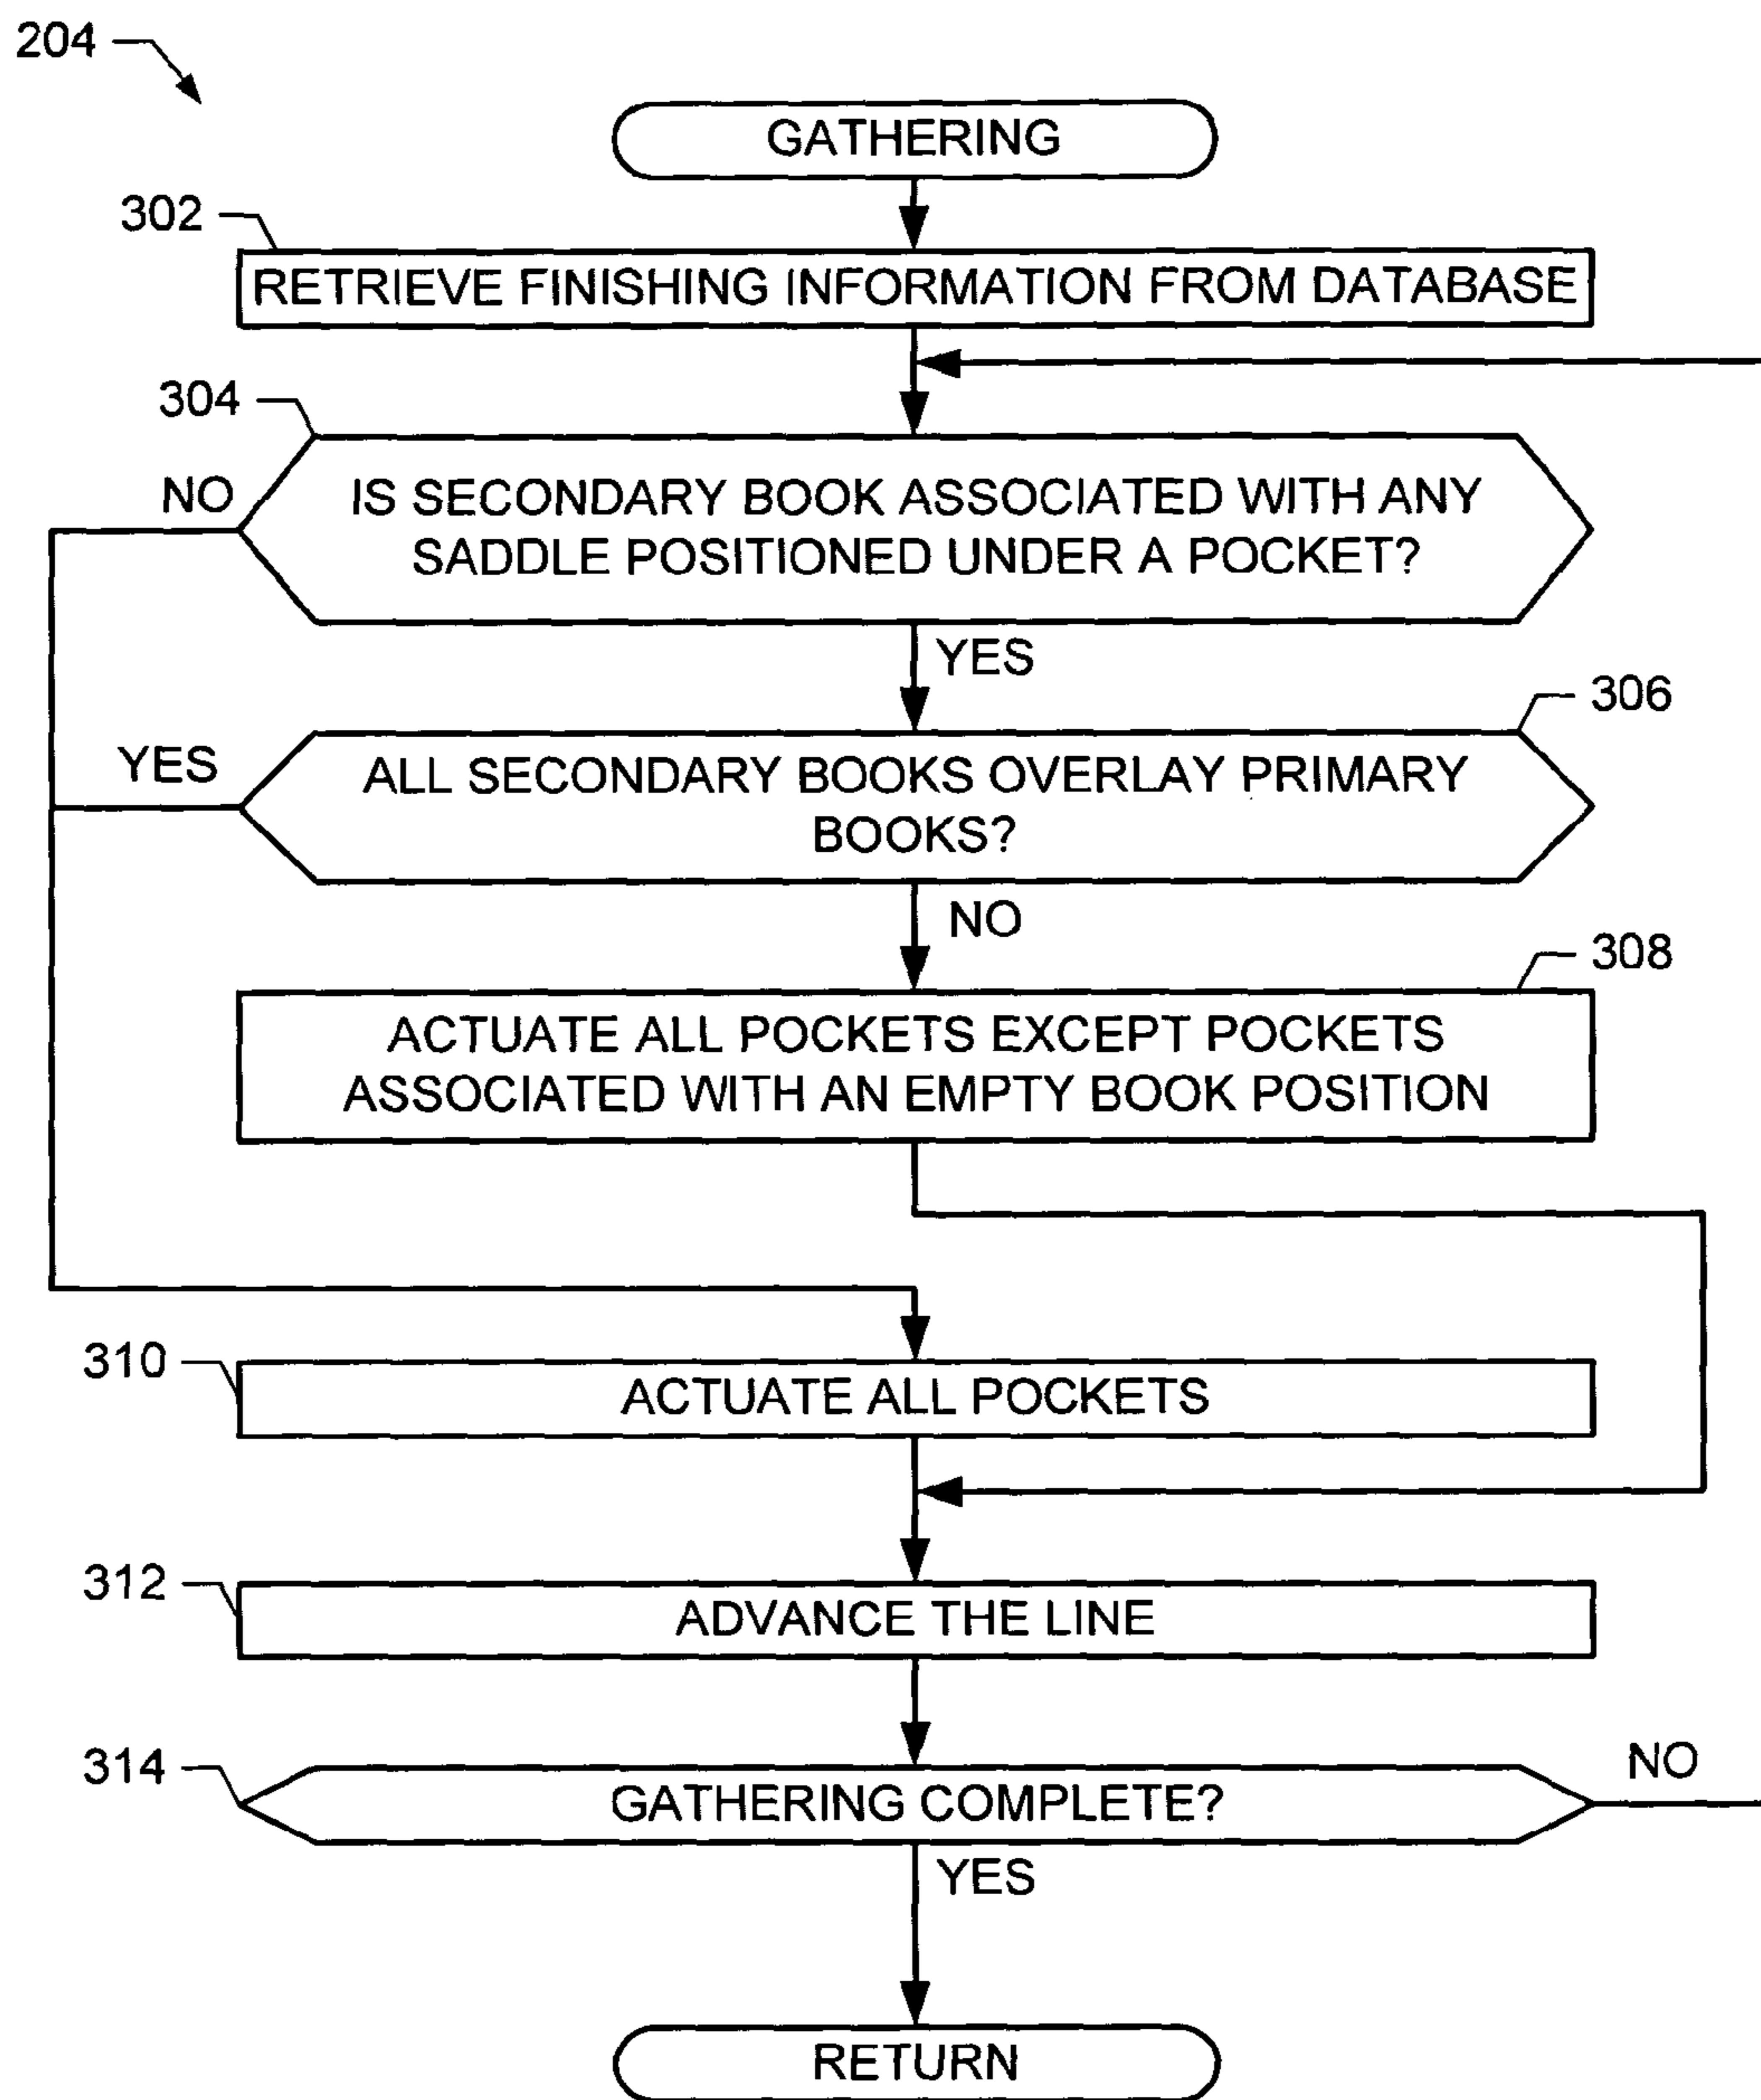 204
GATHERING
302
RETRIEVE FINISHING INFORMATION FROM DATABASE
304
NO
IS SECONDARY BOOK ASSOCIATED WITH ANY
SADDLE POSITIONED UNDER A POCKET?
YES
306
YES
ALL SECONDARY BOOKS OVERLAY PRIMARY
BOOKS?
NO
308
ACTUATE ALL POCKETS EXCEPT POCKETS
ASSOCIATED WITH AN EMPTY BOOK POSITION
310
ACTUATE ALL POCKETS
312
ADVANCE THE LINE
314
GATHERING COMPLETE?
NO
YES
RETURN